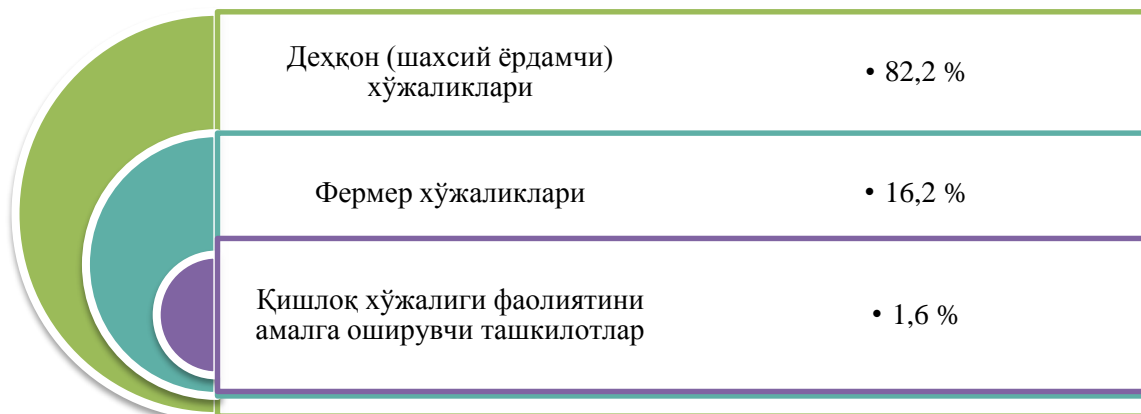 Деҳқон (шахсий ёрдамчи)
хўжаликлари
• 82,2 %
Фермер хўжаликлари
• 16,2 %
Қишлоқ хўжалиги фаолиятини
амалга оширувчи ташкилотлар
• 1,6 %